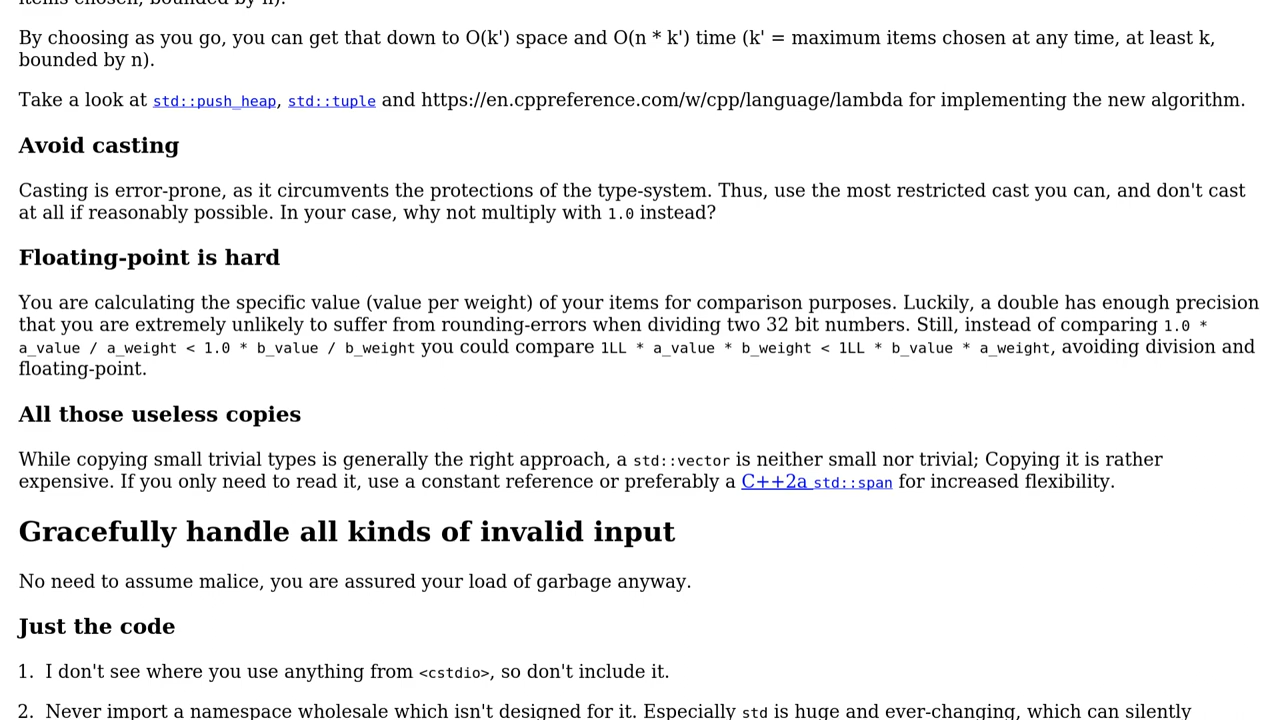 items chosen, bounded by n).
By choosing as you go, you can get that down to O(k') space and O(n * k') time (k' = maximum items chosen at any time, at least k,
bounded by n).
Take a look at std::push_heap, std::tuple and https://en.cppreference.com/w/cpp/language/lambda for implementing the new algorithm.
Avoid casting
Casting is error-prone, as it circumvents the protections of the type-system. Thus, use the most restricted cast you can, and don't cast
at all if reasonably possible. In your case, why not multiply with 1.0 instead?
Floating-point is hard
You are calculating the specific value (value per weight) of your items for comparison purposes. Luckily, a double has enough precision
that you are extremely unlikely to suffer from rounding-errors when dividing two 32 bit numbers. Still, instead of comparing 1.0 *
a_value / a_weight < 1.0 * b_value / b_weight you could compare 1LL * a_value * b_weight < 1LL * b_value * a_weight, avoiding division and
floating-point.
All those useless copies
While copying small trivial types is generally the right approach, a std::vector is neither small nor trivial; Copying it is rather
expensive. If you only need to read it, use a constant reference or preferably a C++2a std::span for increased flexibility.
Gracefully handle all kinds of invalid input
No need to assume malice, you are assured your load of garbage anyway.
Just the code
1. I don't see where you use anything from <cstdio>, so don't include it.
2. Never import a namespace wholesale which isn't designed for it. Especially std is huge and ever-changing, which can silently